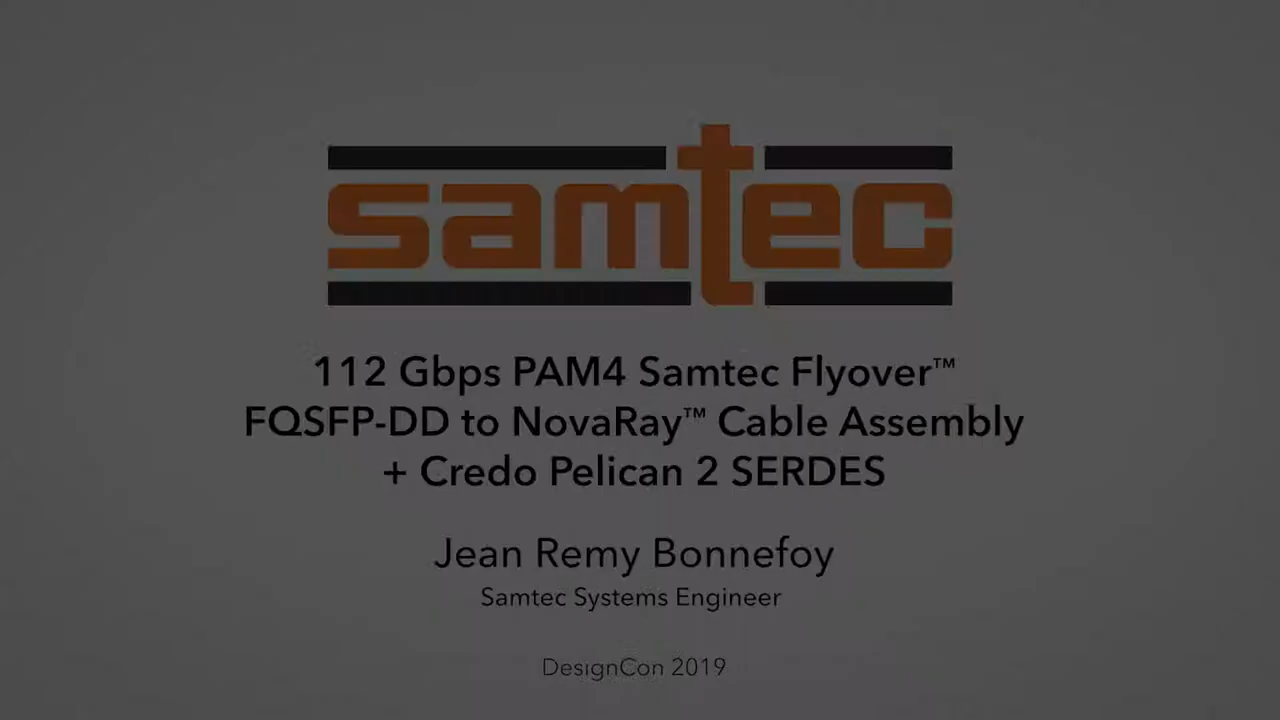 samtec
112 Gbps PAM4 Samtec Flyover™
FQSFP-DD to NovaRay™ Cable Assembly
+ Credo Pelican 2 SERDES
Jean Remy Bonnefoy
Samtec Systems Engineer
DesignCon 2019